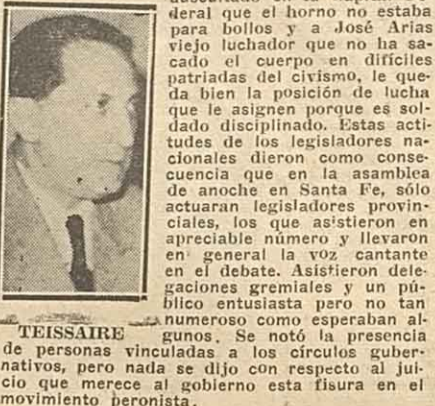 deral que el horno no estaba
para bollos y a José Arias
viejo luchador que no ha sa-
cado el cuerpo en difíciles
patriadas del civismo, le que-
da bien la posición de lucha
que le asignen porque es sol-
dado disciplinado. Estas acti-
tudes de los legisladores na-
cionales dieron como conse-
cuencia que en la asamblea
de anoche en Santa Fe, sólo
actuaran legisladores provin-
ciales, los que asistieron en
apreciable número y llevaron
en general la voz cantante
en el debate. Asistieron dele-
gaciones gremiales y un pú-
blico entusiasta pero no tan
numeroso como esperaban al-
TEISSAIRE gunos. Se notó la presencia
de personas vinculadas a los círculos guber-
nativos, pero nada se dijo con respecto al jui-
cio que merece al gobierno esta fisura en el
movimiento peronista.